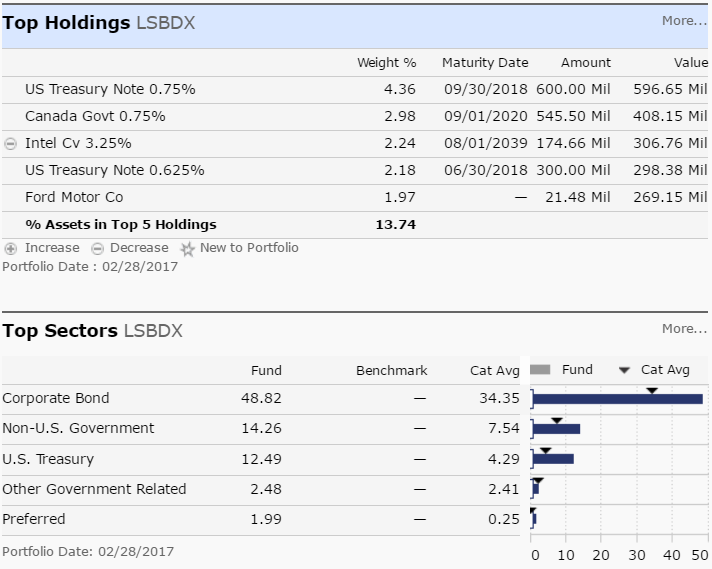 Top Holdings LSBDX More...
Weight % Maturity Date Amount Value
US Treasury Note 0.75% 4.36 09/30/2018 600.00 Mil 596.65 Mil
Canada Govt 0.75% 2.98 09/01/2020 545.50 Mil 408.15 Mil
Intel Cv 3.25% 2.24 08/01/2039 174.66 Mil 306.76 Mil
US Treasury Note 0.625% 2.18 06/30/2018 300.00 Mil 298.38 Mil
Ford Motor Co 1.97 — 21.48 Mil 269.15 Mil
% Assets in Top 5 Holdings 13.74
Increase Decrease New to Portfolio
Portfolio Date : 02/28/2017
Top Sectors LSBDX More...
Fund Benchmark Cat Avg Fund Cat Avg
Corporate Bond 48.82 — 34.35
Non-U.S. Government 14.26 — 7.54
U.S. Treasury 12.49 — 4.29
Other Government Related 2.48 — 2.41
Preferred 1.99 — 0.25
Portfolio Date: 02/28/2017 0 10 20 30 40 50